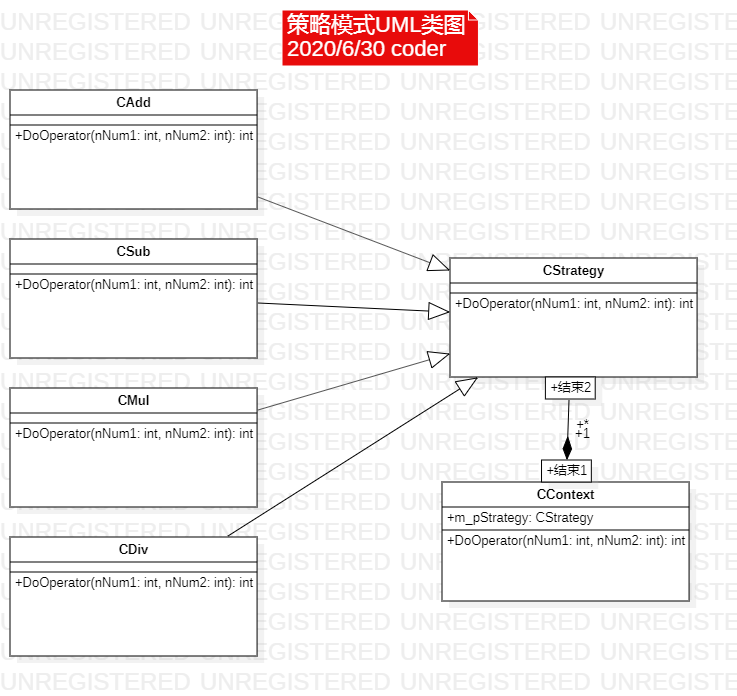 策略模式UML类图
2020/6/30 coder
CAdd
+DoOperator(nNum1: int, nNum2: int): int
CSub
+DoOperator(nNum1: int, nNum2: int): int
CStrategy
+DoOperator(nNum1: int, nNum2: int): int
+结束2
CMul
+DoOperator(nNum1: int, nNum2: int): int
+*
+1
+结束1
CContext
+m_pStrategy: CStrategy
+DoOperator(nNum1: int, nNum2: int): int
CDiv
+DoOperator(nNum1: int, nNum2: int): int
UNREGISTERED